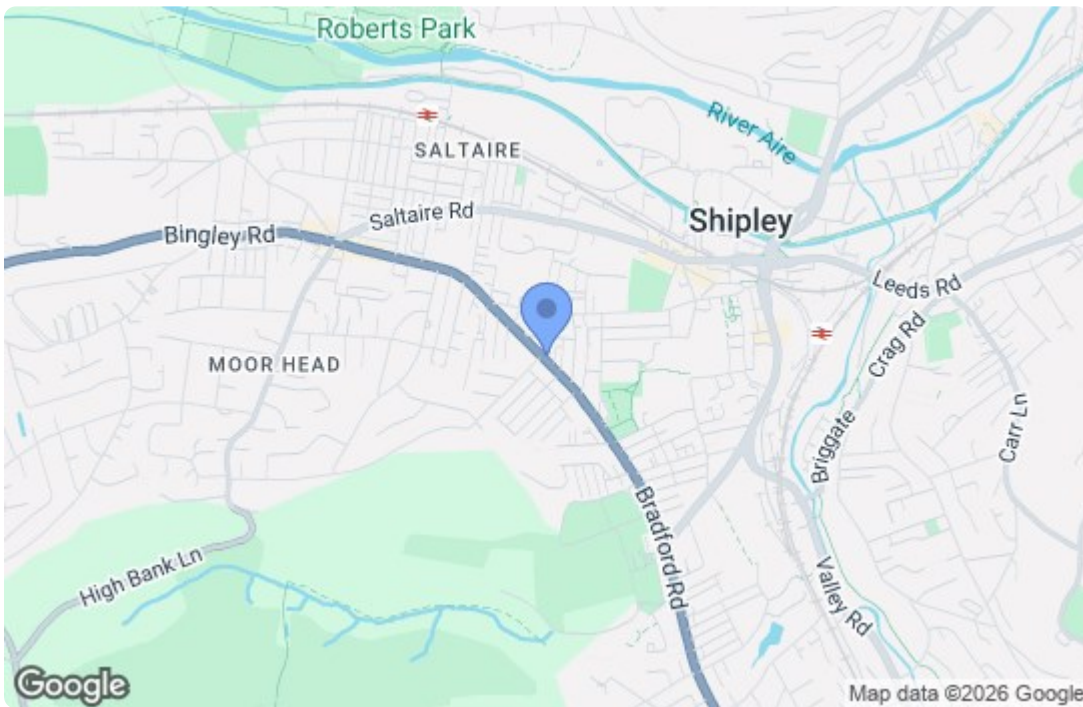 Roberts Park
River Aire
SALTAIRE
Saltaire Rd
Shipley
Bingley Rd
Leeds Rd
Crag Rd
MOOR HEAD
Carr Ln
Briggate
Bradford Rd
High Bank Ln
Valley Rd
Google
Map data ©2026 Google